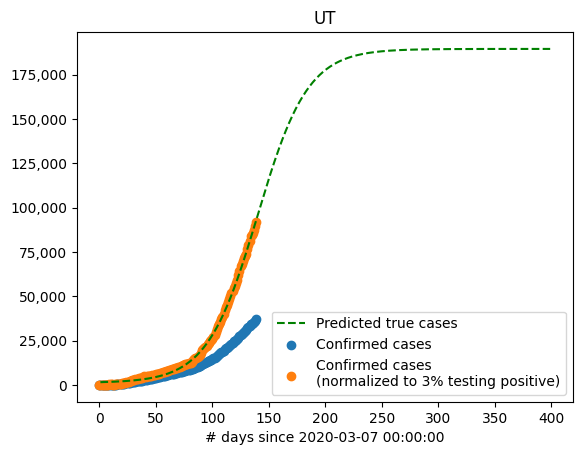 UT
175,000
150,000
125,000
100,000
75,000
50,000
25,000
0
Predicted true cases
Confirmed cases
Confirmed cases
(normalized to 3% testing positive)
0 50 100 150 200 250 300 350 400
# days since 2020-03-07 00:00:00